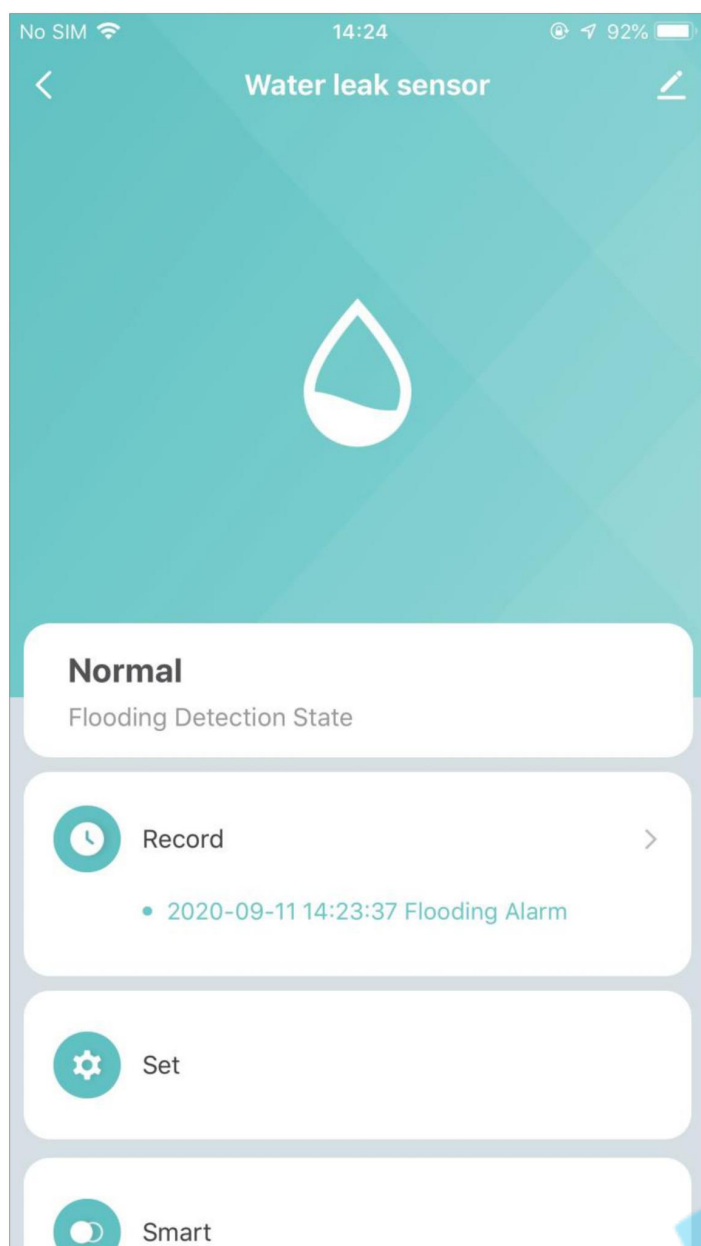 No SIM 14:24 92%
Water leak sensor
Normal
Flooding Detection State
Record
2020-09-11 14:23:37 Flooding Alarm
Set
Smart